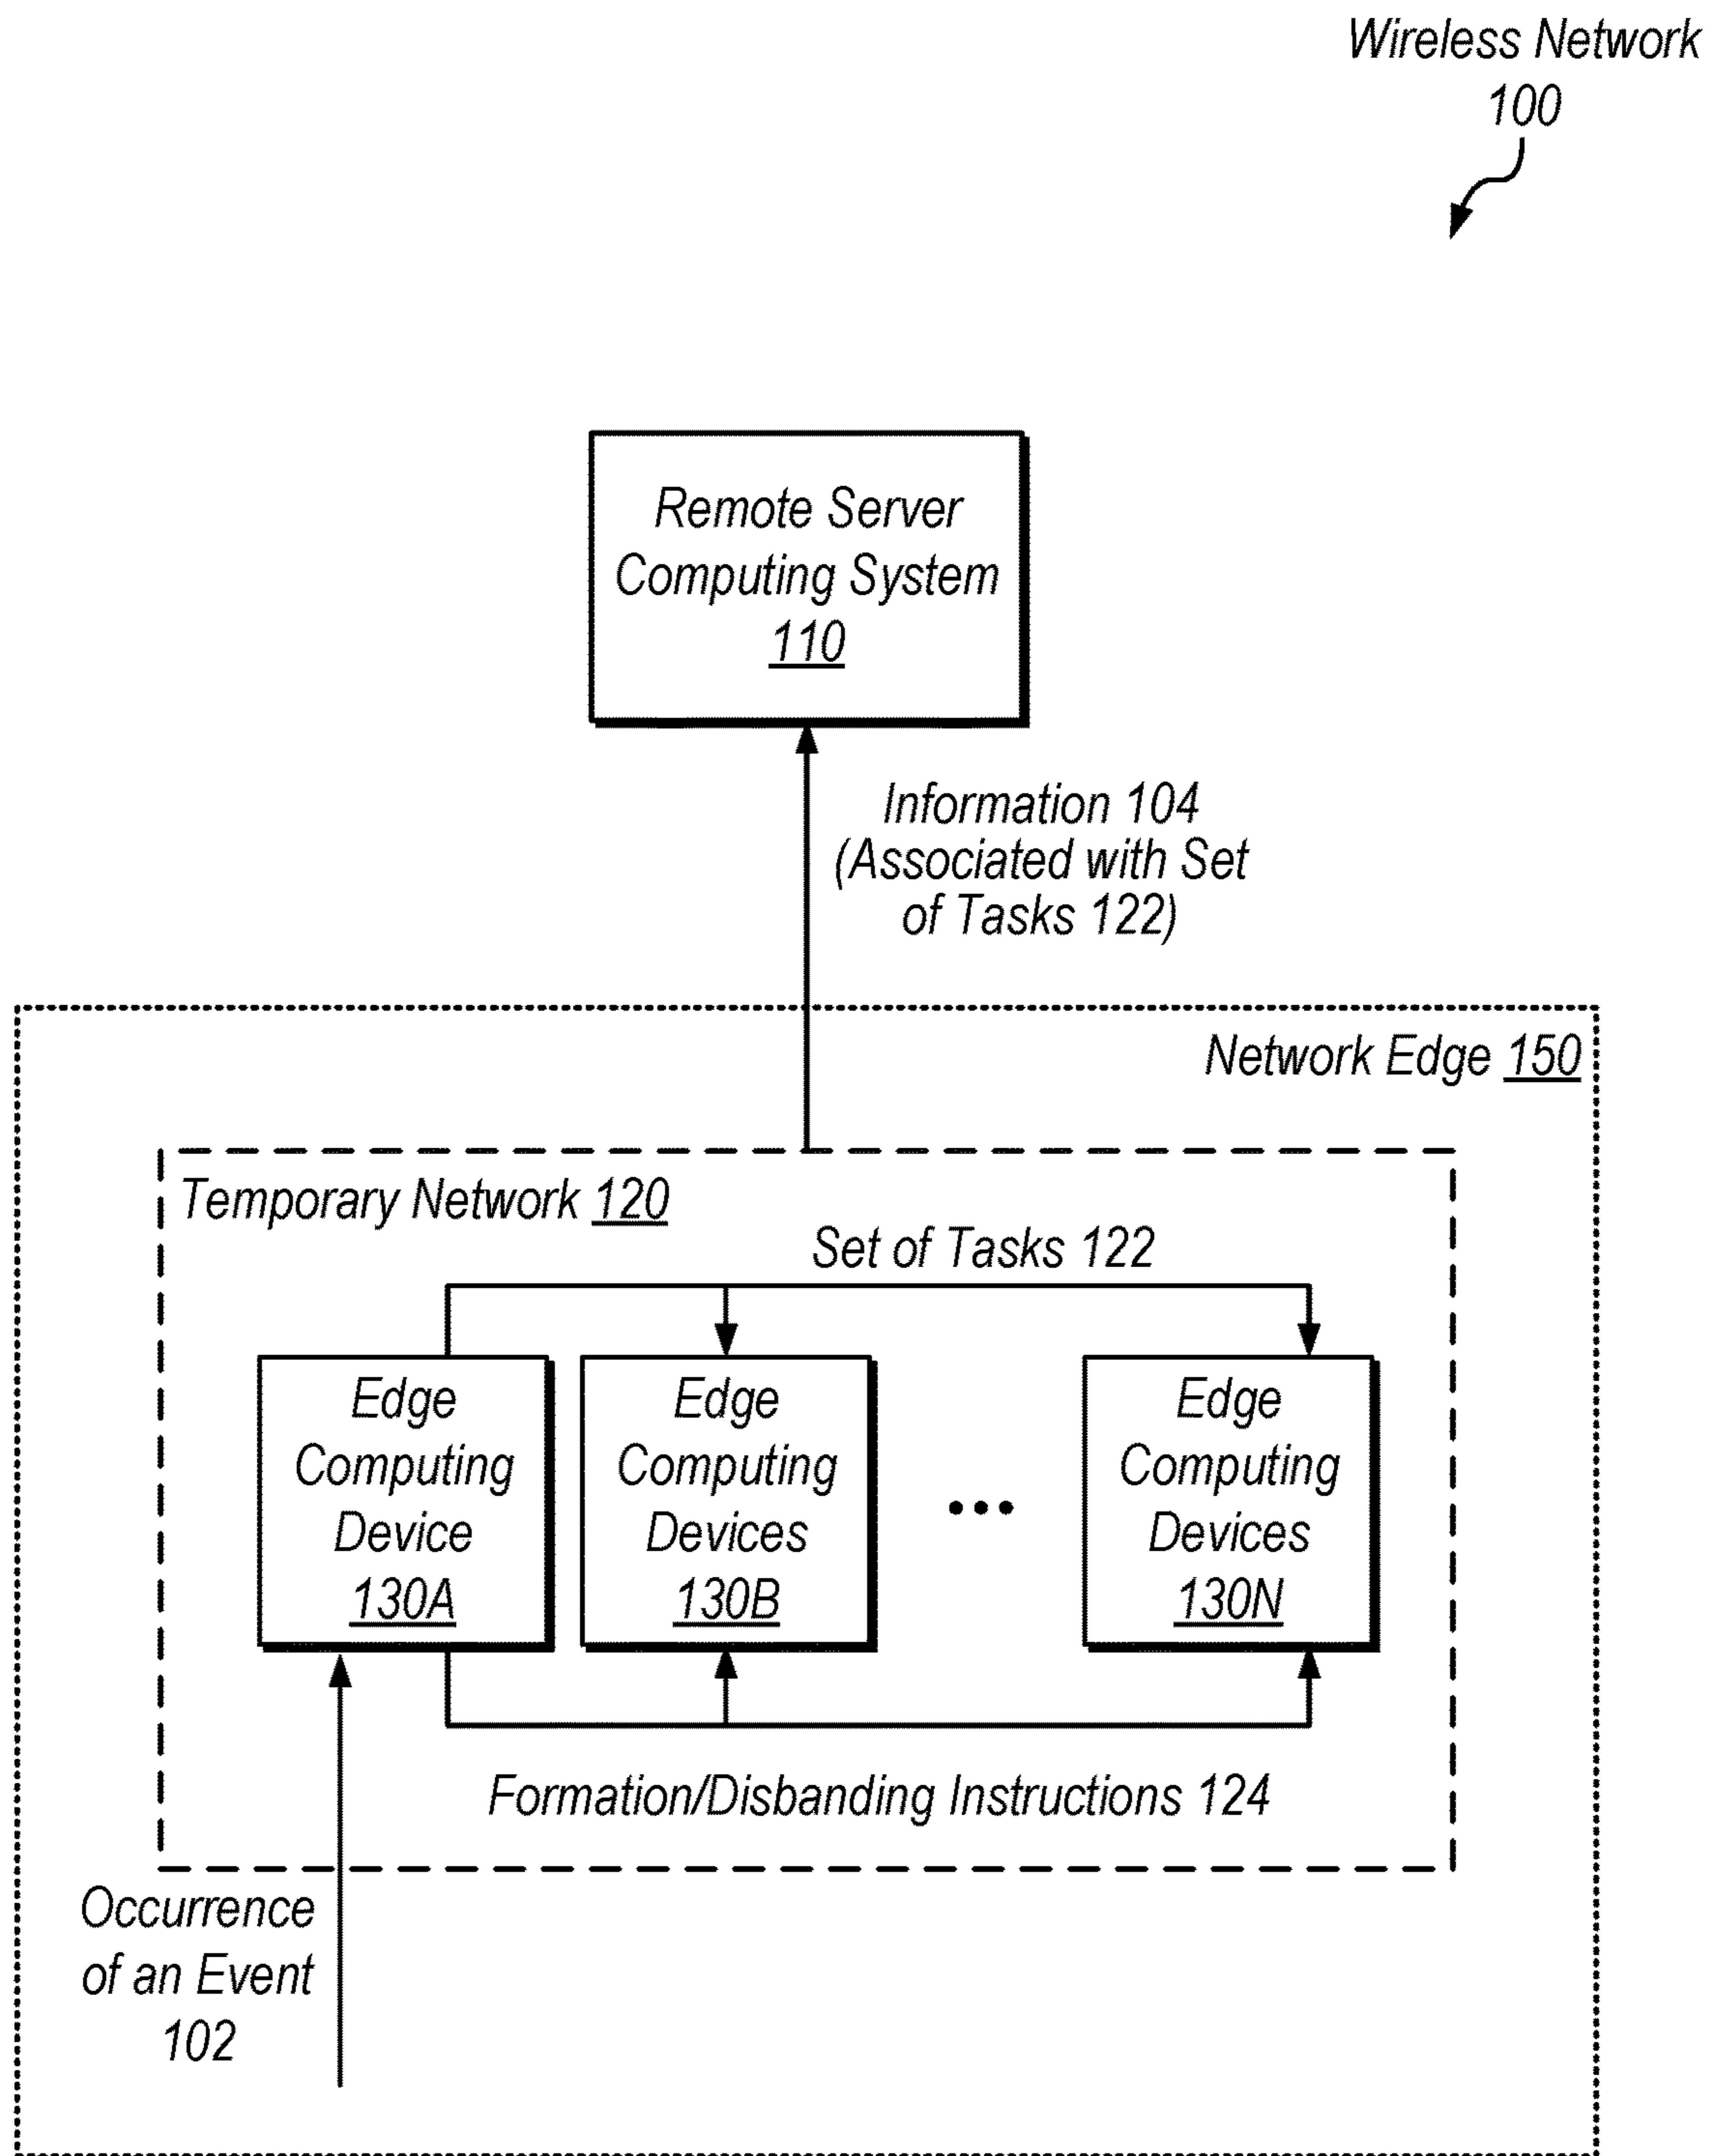 Wireless Network
100
Remote Server
Computing System
110
Information 104
(Associated with Set
of Tasks 122)
Network Edge 150
Temporary Network 120
Set of Tasks 122
Edge
Computing
Device
130A
Edge
Computing
Devices
130B
Edge
Computing
Devices
130N
Formation/Disbanding Instructions 124
Occurrence
of an Event
102